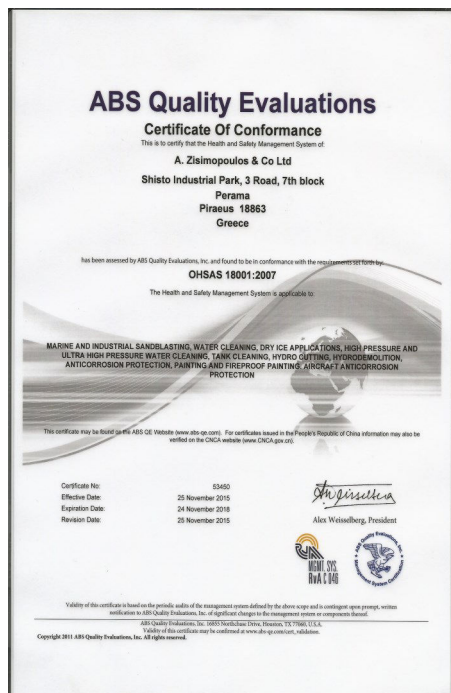 ABS Quality Evaluations
Certificate Of Conformance
This is to certify that the Health and Safety Management System of:
A. Zisimopoulos & Co Ltd
Shisto Industrial Park, 3 Road, 7th block
Perama
Piraeus 18863
Greece
has been assessed by ABS Quality Evaluations, Inc. and found to be in conformance with the requirements set forth by:
OHSAS 18001:2007
The Health and Safety Management System is applicable to:
MARINE AND INDUSTRIAL SANDBLASTING, WATER CLEANING, DRY ICE APPLICATIONS, HIGH PRESSURE AND
ULTRA HIGH PRESSURE WATER CLEANING, TANK CLEANING, HYDRO CUTTING, HYDRODEMOLITION,
ANTICORROSION PROTECTION, PAINTING AND FIREPROOF PAINTING, AIRCRAFT ANTICORROSION
PROTECTION
This certificate may be found on the ABS QE Website (www.abs-qe.com). For certificates issued in the People's Republic of China information may also be
verified on the CNCA website (www.CNCA.gov.cn).
Certificate No: 53450
Effective Date: 25 November 2015
Expiration Date: 24 November 2018
Revision Date: 25 November 2015
Alex Weisselberg, President
MGMT. SYS.
RvA C 046
ABS Quality Evaluations, Inc.
Management System Certification
Validity of this certificate is based on the periodic audits of the management system defined by the above scope and is contingent upon prompt, written
notification to ABS Quality Evaluations, Inc. of significant changes to the management system or components thereof.
ABS Quality Evaluations, Inc. 16855 Northchase Drive, Houston, TX 77060, U.S.A.
Validity of this certificate may be confirmed at www.abs-qe.com/cert_validation.
Copyright 2011 ABS Quality Evaluations, Inc. All rights reserved.